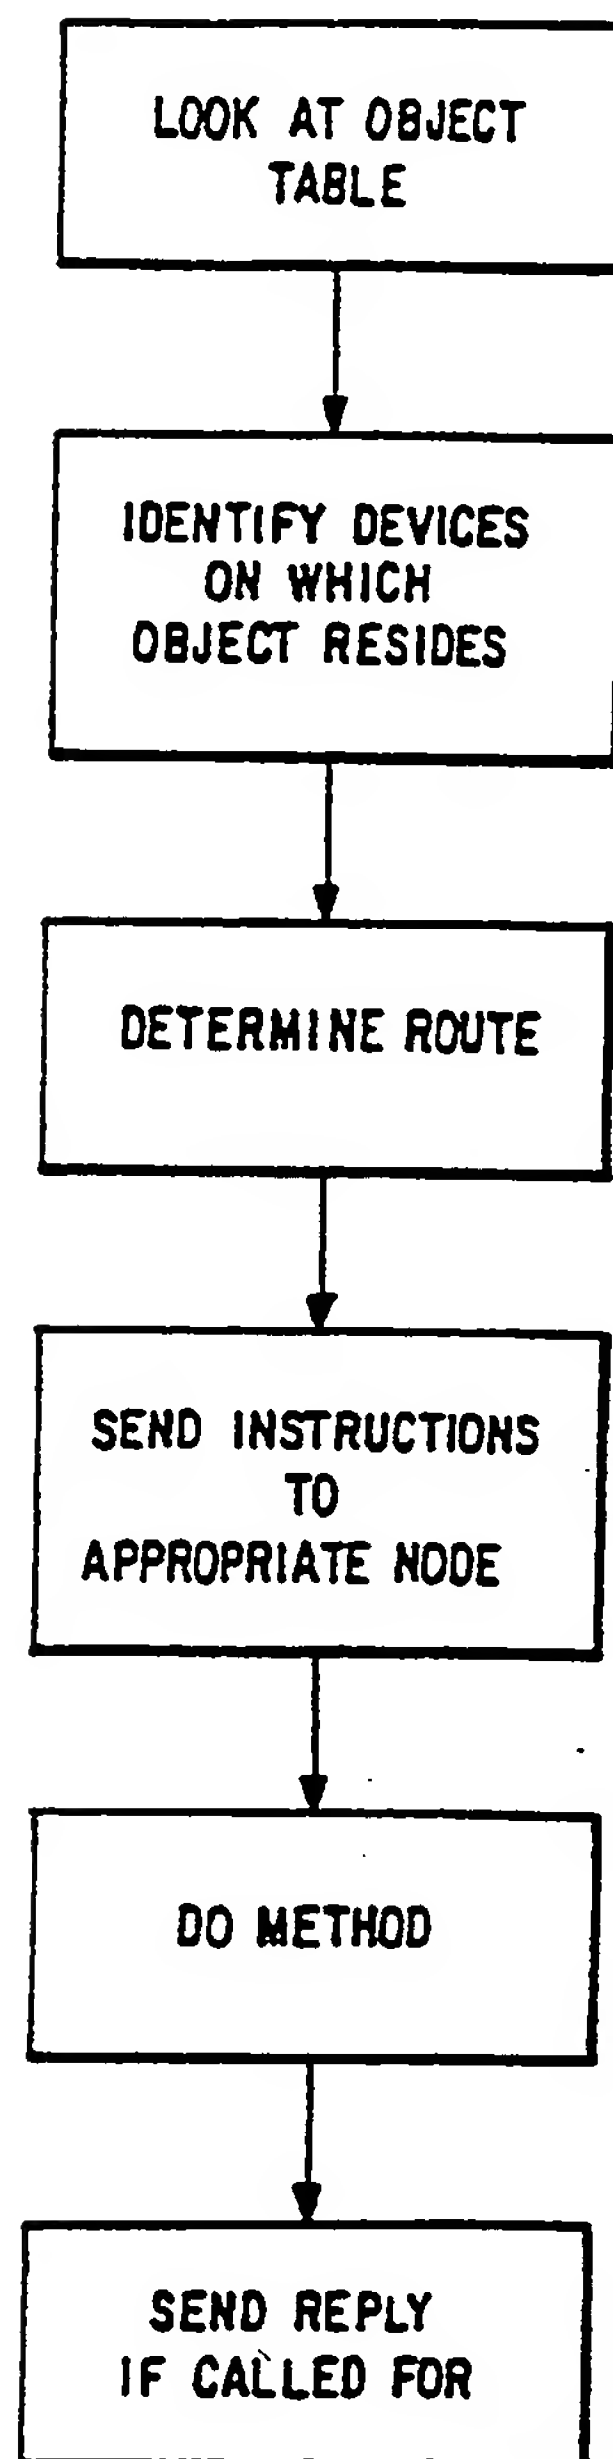 LOOK AT OBJECT
TABLE
IDENTIFY DEVICES
ON WHICH
OBJECT RESIDES
DETERMINE ROUTE
SEND INSTRUCTIONS
TO
APPROPRIATE NODE
DO METHOD
SEND REPLY
IF CALLED FOR